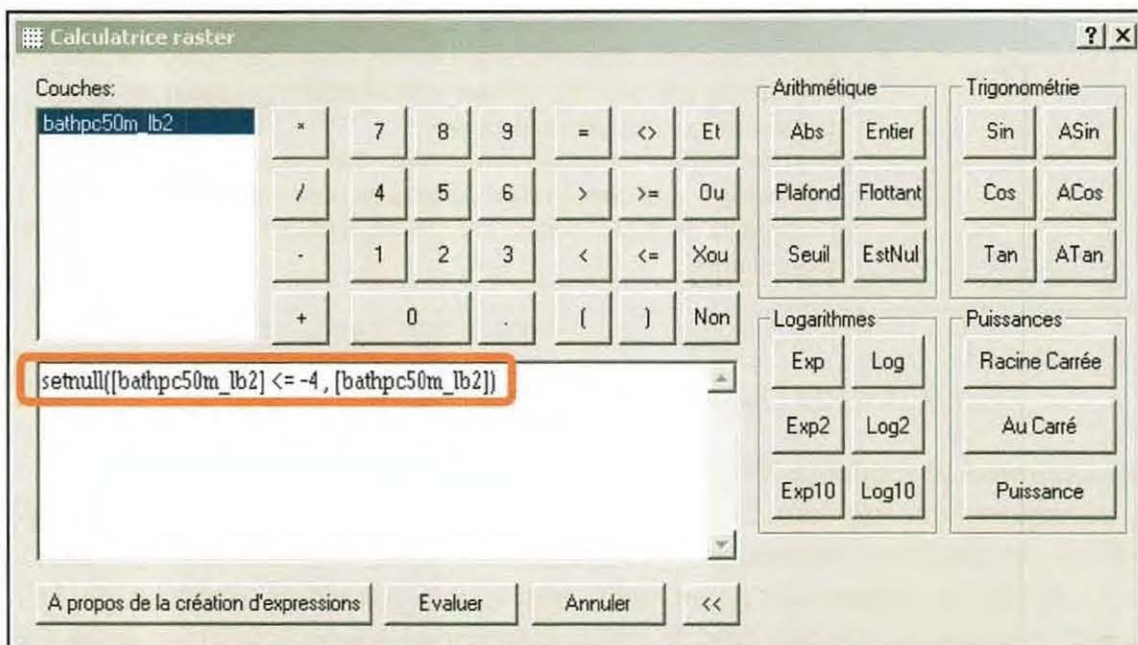 Calculatrice raster ? ×
Couches:
bathpc50m_lb2
* 7 8 9 = <> Et
/ 4 5 6 > >= Ou
- 1 2 3 < <= Xou
+ 0 . ( ) Non
Arithmétique
Abs Entier
Plafond Flottant
Seuil EstNul
Trigonométrie
Sin ASin
Cos ACos
Tan ATan
setnull([bathpc50m_lb2] <= -4 , [bathpc50m_lb2])
Logarithmes
Exp Log
Exp2 Log2
Exp10 Log10
Puissances
Racine Carrée
Au Carré
Puissance
A propos de la création d'expressions Evaluer Annuler <<